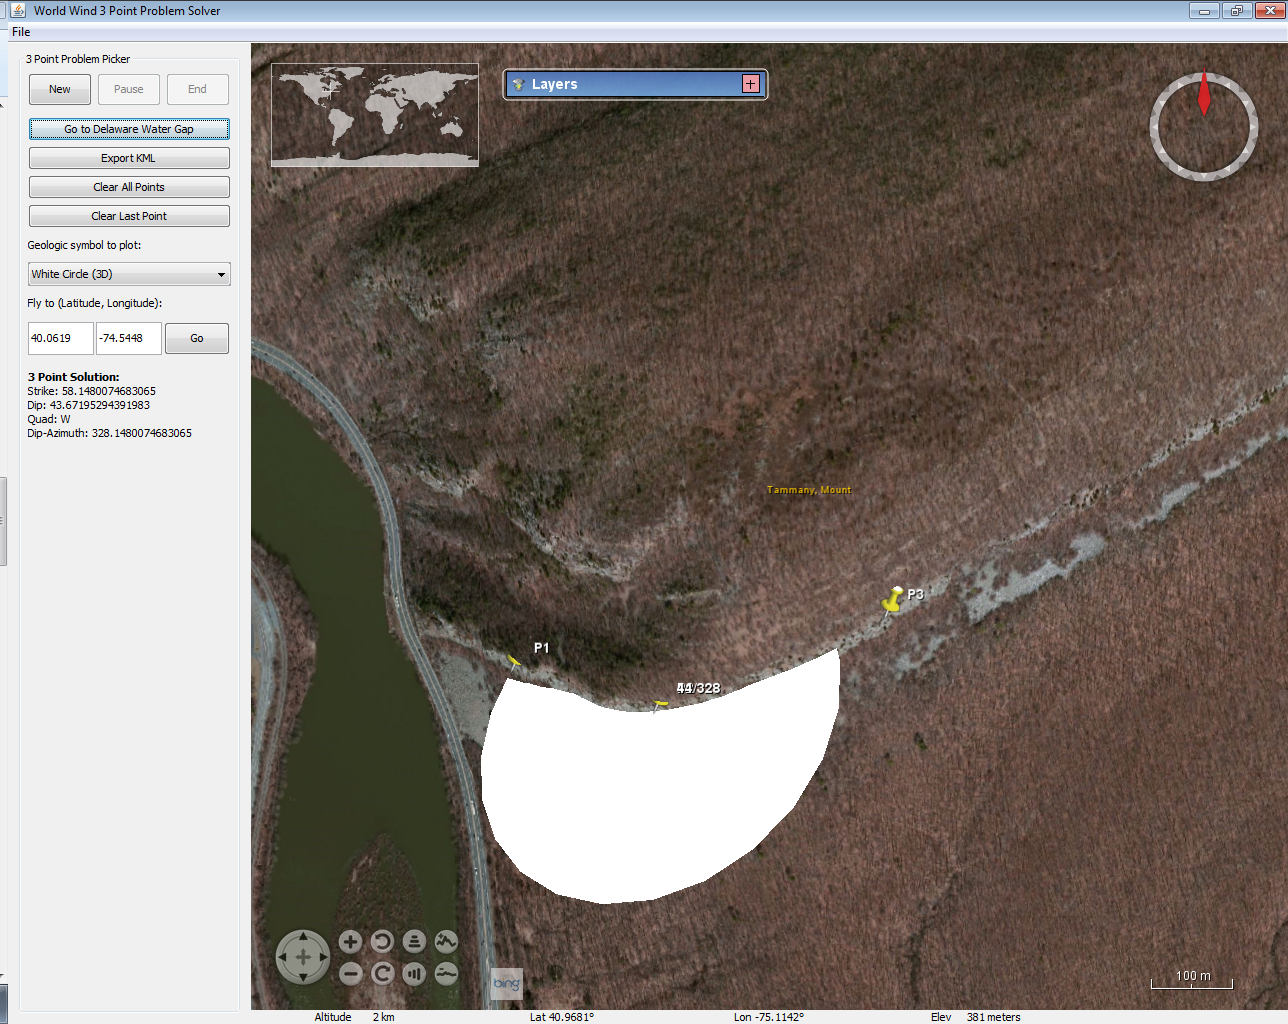 World Wind 3 Point Problem Solver
File
3 Point Problem Picker
New
Pause
End
Go to Delaware Water Gap
Export KML
Clear All Points
Clear Last Point
Geologic symbol to plot:
White Circle (3D)
Fly to (Latitude, Longitude):
40.0619
-74.5448
Go
3 Point Solution:
Strike: 58.1480074683065
Dip: 43.67195294391983
Quad: W
Dip-Azimuth: 328.1480074683065
Layers
Tammany, Mount
P3
P1
44/328
100 m
bing
Altitude 2 km
Lat 40.9681°
Lon -75.1142°
Elev 381 meters